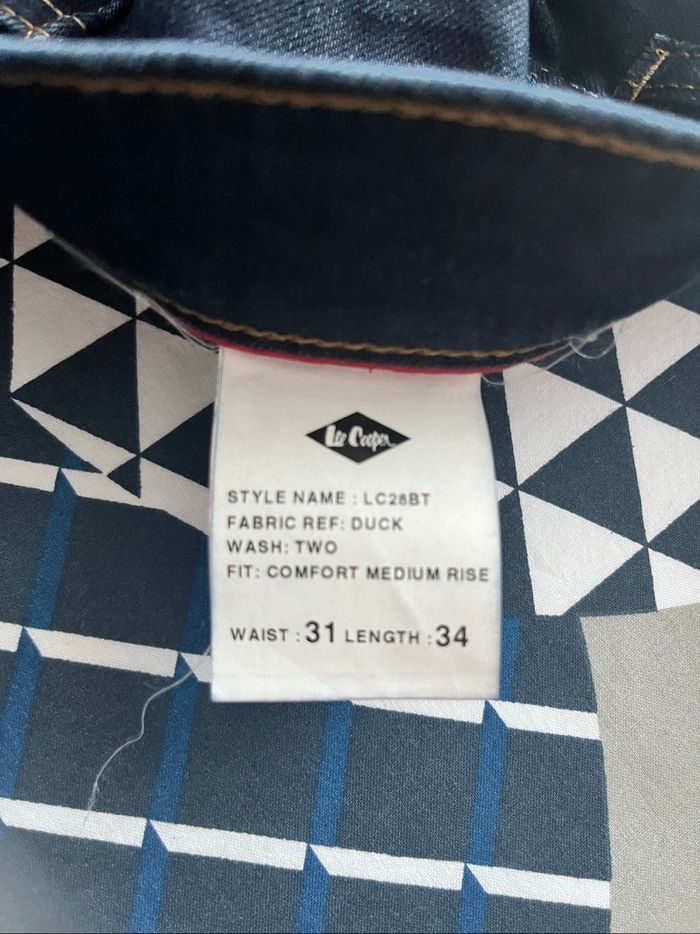 Lee Cooper
STYLE NAME : LC28BT
FABRIC REF: DUCK
WASH: TWO
FIT: COMFORT MEDIUM RISE
WAIST : 31 LENGTH : 34